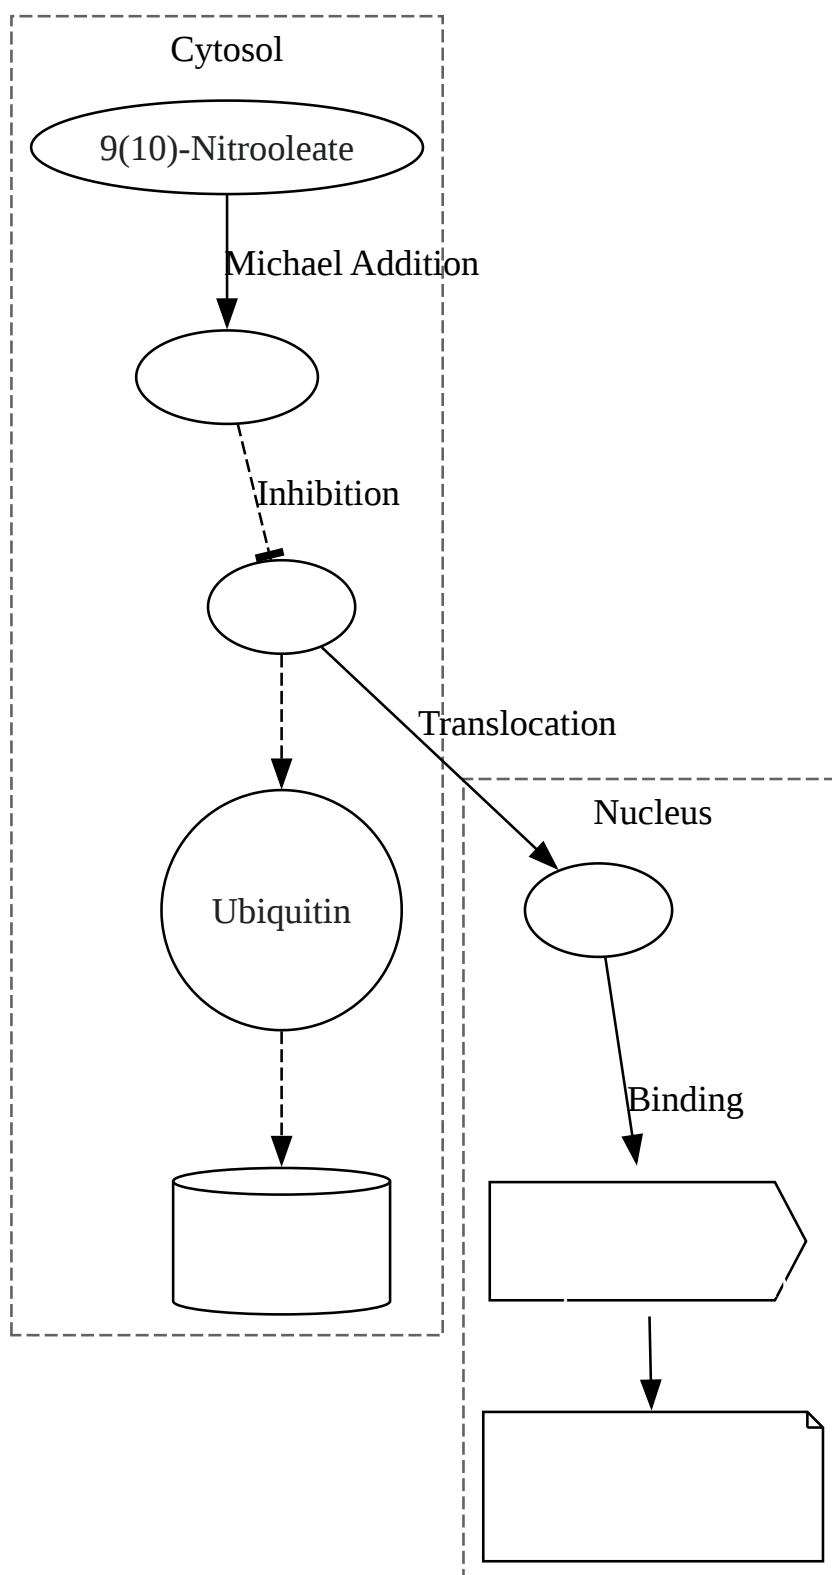 Cytosol
9(10)-Nitrooleate
Michael Addition
Inhibition
Translocation
Nucleus
Ubiquitin
Binding